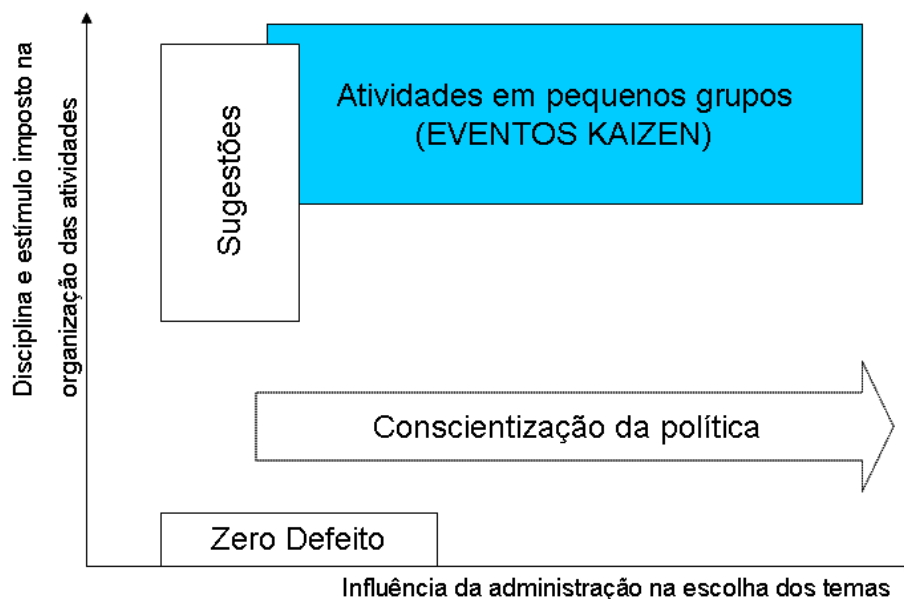 Disciplina e estímulo imposto na
organização das atividades
Sugestões
Atividades em pequenos grupos
(EVENTOS KAIZEN)
Conscientização da política
Zero Defeito
Influência da administração na escolha dos temas